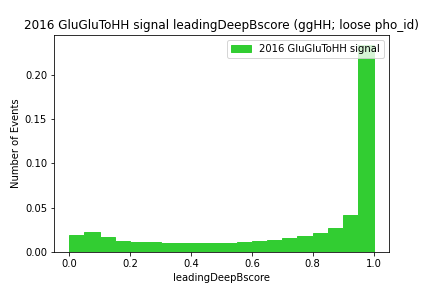 2016 GluGluToHH signal leadingDeepBscore (ggHH; loose pho_id)
2016 GluGluToHH signal
0.20
0.15
0.10
0.05
0.00
Number of Events
0.0 0.2 0.4 0.6 0.8 1.0
leadingDeepBscore